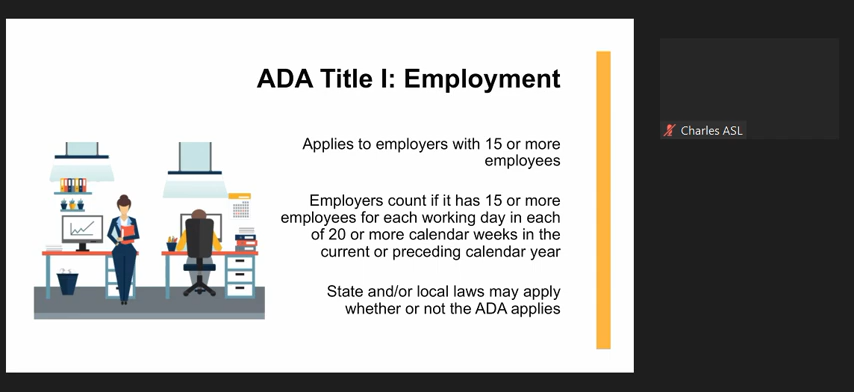 ADA Title I: Employment
Applies to employers with 15 or more
employees
Employers count if it has 15 or more
employees for each working day in each
of 20 or more calendar weeks in the
current or preceding calendar year
State and/or local laws may apply
whether or not the ADA applies
Charles ASL